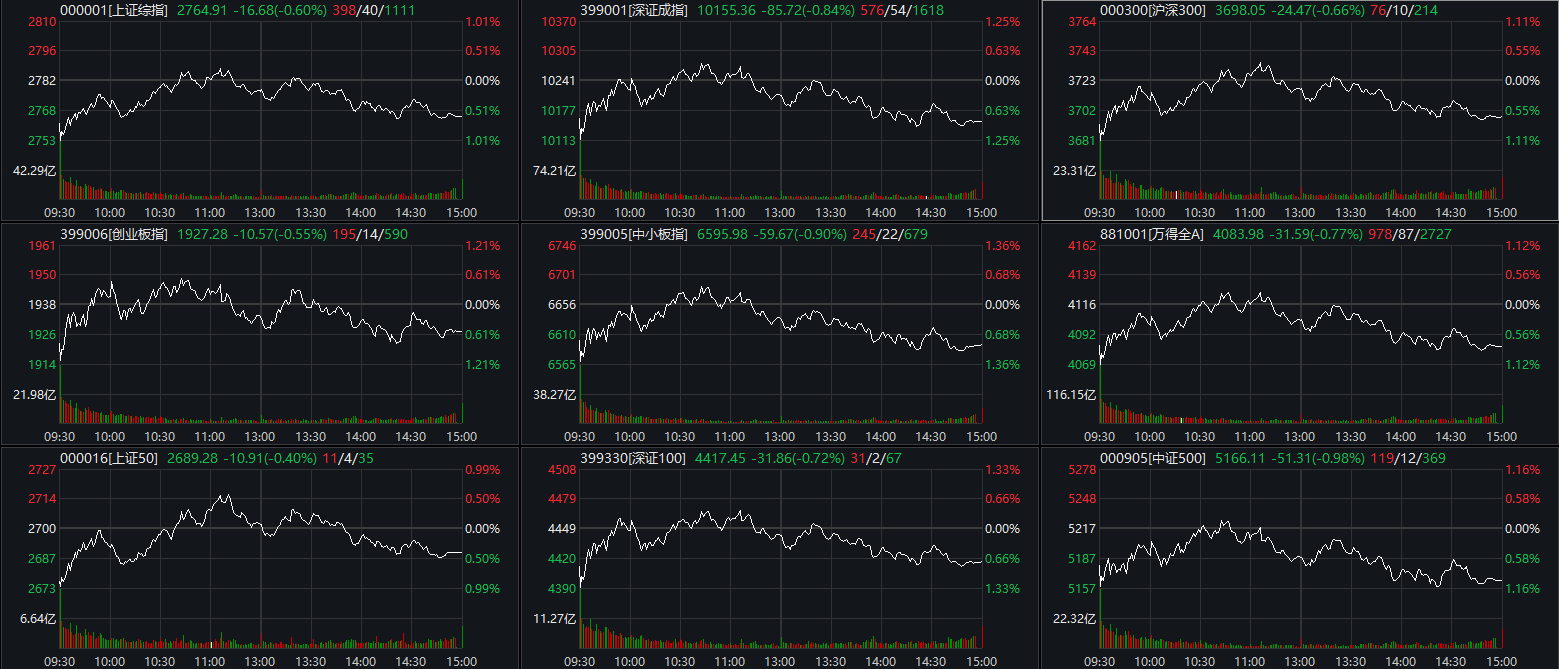 000001[上证综指] 2764.91 -16.68(-0.60%) 398/40/1111
2810 1.01%
2796 0.51%
2782 0.00%
2768 0.51%
2753 1.01%
42.29亿
09:30 10:00 10:30 11:00 13:00 13:30 14:00 14:30 15:00
399001[深证成指] 10155.36 -85.72(-0.84%) 576/54/1618
10370 1.25%
10305 0.63%
10241 0.00%
10177 0.63%
10113 1.25%
74.21亿
09:30 10:00 10:30 11:00 13:00 13:30 14:00 14:30 15:00
000300[沪深300] 3698.05 -24.47(-0.66%) 76/10/214
3764 1.11%
3743 0.55%
3723 0.00%
3702 0.55%
3681 1.11%
23.31亿
09:30 10:00 10:30 11:00 13:00 13:30 14:00 14:30 15:00
399006[创业板指] 1927.28 -10.57(-0.55%) 195/14/590
1961 1.21%
1950 0.61%
1938 0.00%
1926 0.61%
1914 1.21%
21.98亿
09:30 10:00 10:30 11:00 13:00 13:30 14:00 14:30 15:00
399005[中小板指] 6595.98 -59.67(-0.90%) 245/22/679
6746 1.36%
6701 0.68%
6656 0.00%
6610 0.68%
6565 1.36%
38.27亿
09:30 10:00 10:30 11:00 13:00 13:30 14:00 14:30 15:00
881001[万得全A] 4083.98 -31.59(-0.77%) 978/87/2727
4162 1.12%
4139 0.56%
4116 0.00%
4092 0.56%
4069 1.12%
116.15亿
09:30 10:00 10:30 11:00 13:00 13:30 14:00 14:30 15:00
000016[上证50] 2689.28 -10.91(-0.40%) 11/4/35
2727 0.99%
2714 0.50%
2700 0.00%
2687 0.50%
2673 0.99%
6.64亿
09:30 10:00 10:30 11:00 13:00 13:30 14:00 14:30 15:00
399330[深证100] 4417.45 -31.86(-0.72%) 31/2/67
4508 1.33%
4479 0.66%
4449 0.00%
4420 0.66%
4390 1.33%
11.27亿
09:30 10:00 10:30 11:00 13:00 13:30 14:00 14:30 15:00
000905[中证500] 5166.11 -51.31(-0.98%) 119/12/369
5278 1.16%
5248 0.58%
5217 0.00%
5187 0.58%
5157 1.16%
22.32亿
09:30 10:00 10:30 11:00 13:00 13:30 14:00 14:30 15:00